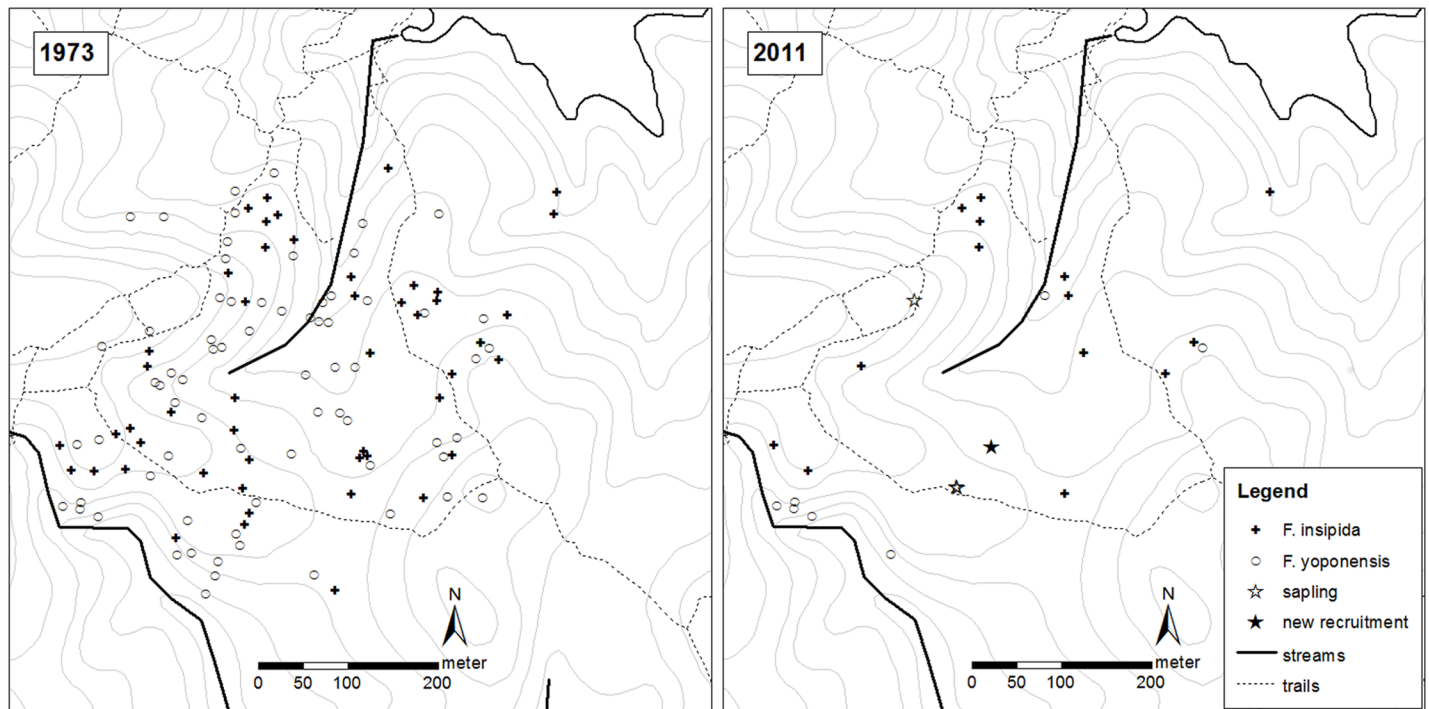 1973
N
meter
0 50 100 200
2011
N
meter
0 50 100 200
Legend
F. insipida
F. yoponensis
sapling
new recruitment
streams
trails